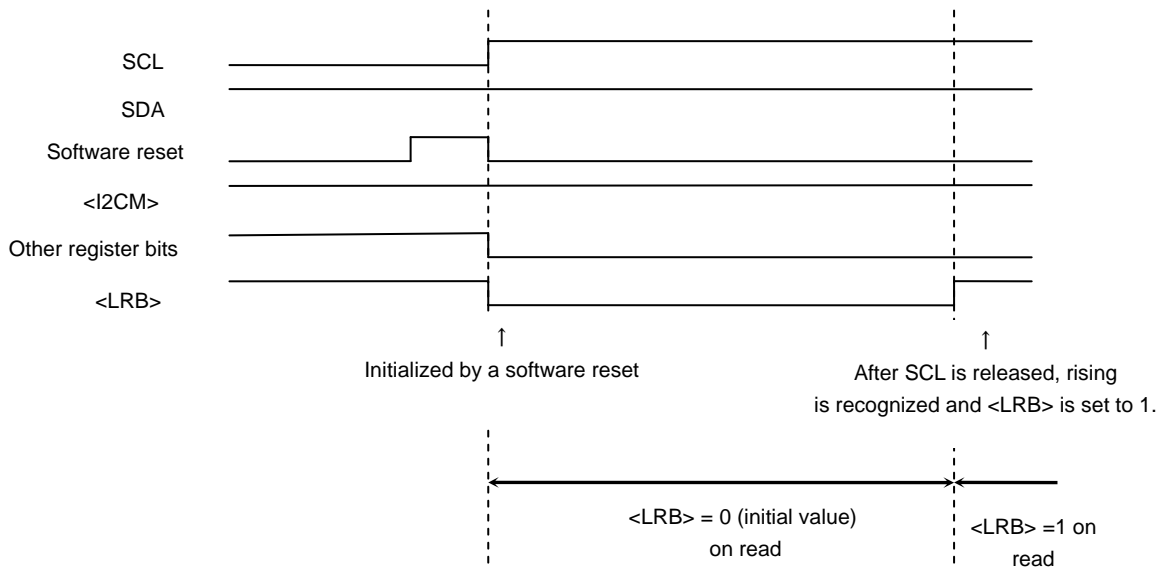 SCL
SDA
Software reset
<I2CM>
Other register bits
<LRB>
↑
Initialized by a software reset
↑
After SCL is released, rising
is recognized and <LRB> is set to 1.
<LRB> = 0 (initial value)
on read
<LRB> =1 on
read